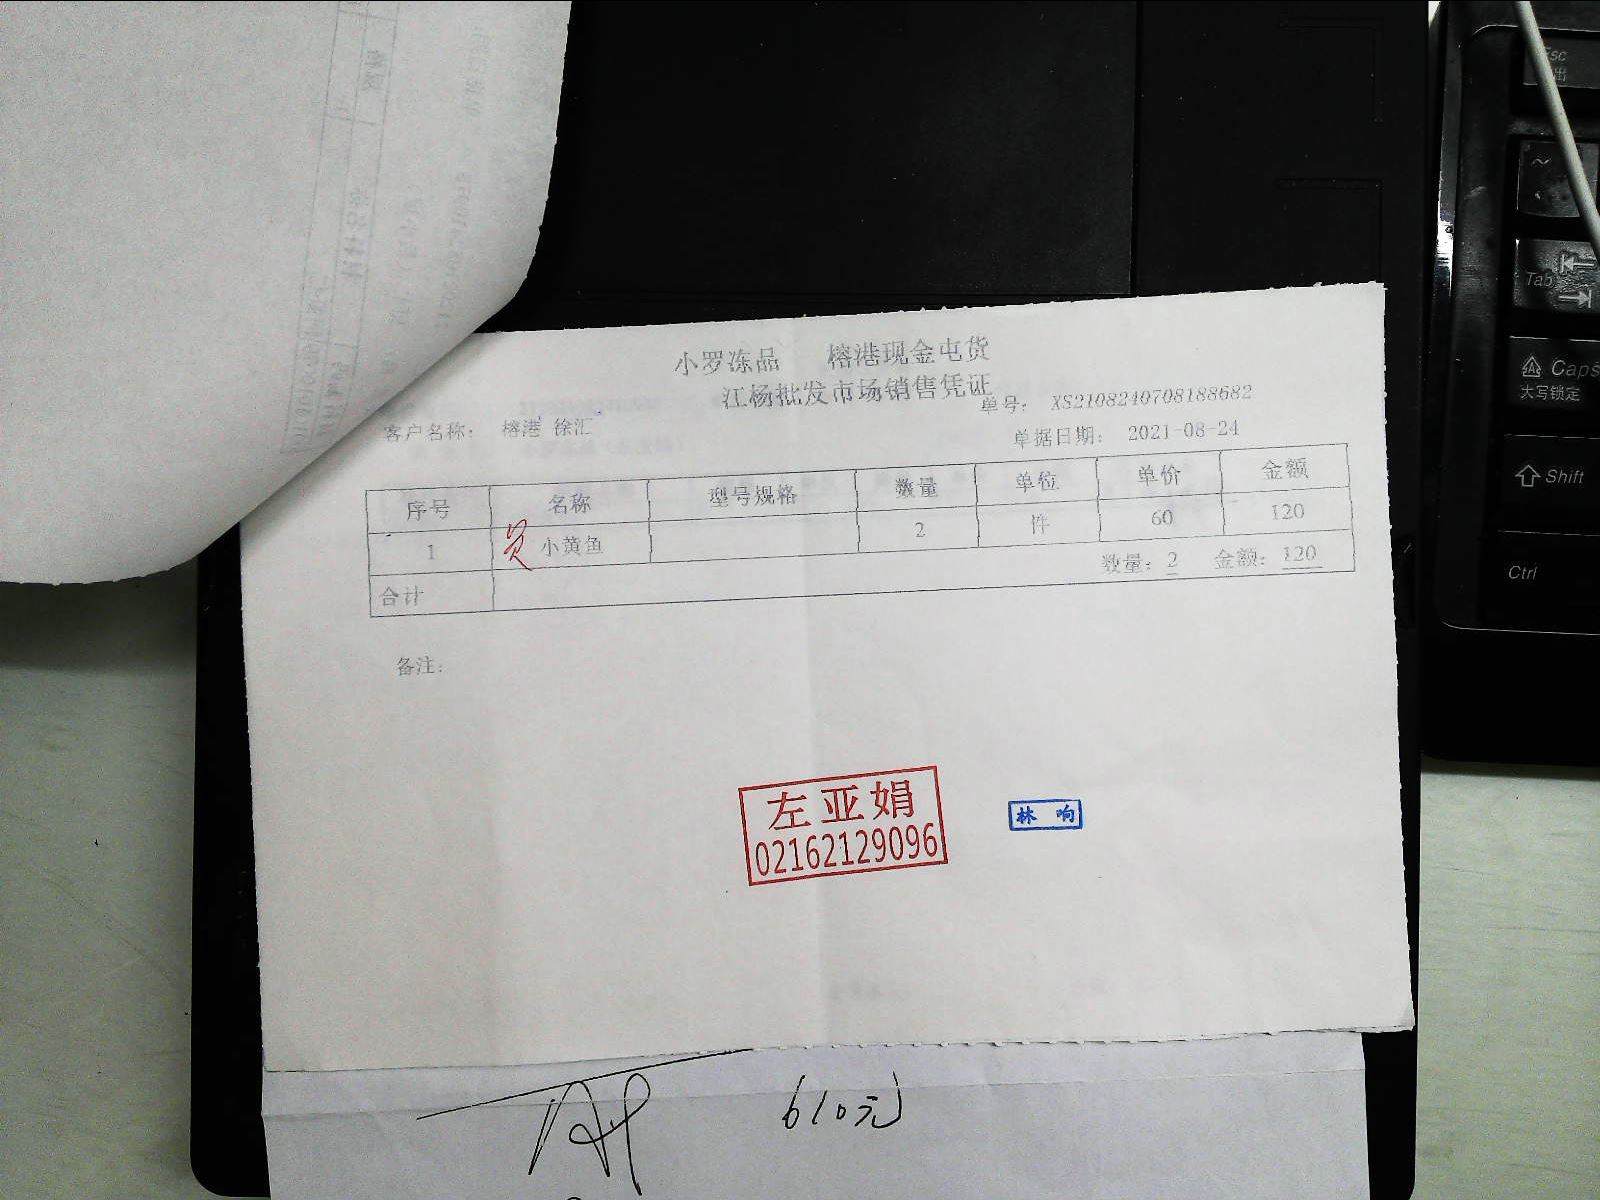 小罗冻品 榕港现金屯货
江杨批发市场销售凭证
单号: XS2108240708188682
客户名称: 榕港 徐汇
单据日期: 2021-08-24
序号 名称 型号规格 数量 单位 单价 金额
1 小黄鱼 2 件 60 120
合计 数量: 2 金额: 120
备注:
左亚娟
02162129096
林响
610元
Esc
Tab
Caps
大写锁定
Shift
Ctrl